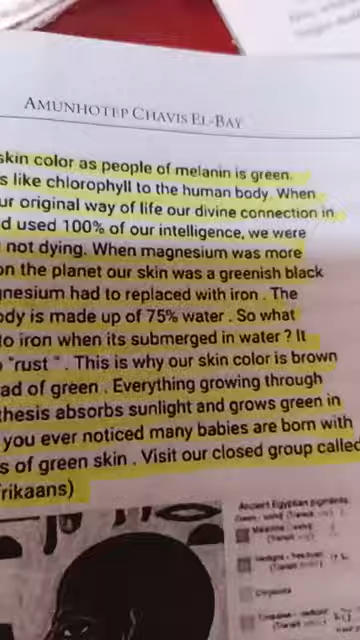 AMUNHOTEP CHAVIS EL-BAY
skin color as people of melanin is green.
s like chlorophyll to the human body. When
ur original way of life our divine connection in
d used 100% of our intelligence, we were
not dying. When magnesium was more
on the planet our skin was a greenish black
gnesium had to replaced with iron . The
ody is made up of 75% water . So what
to iron when its submerged in water ? It
"rust " . This is why our skin color is brown
ad of green . Everything growing through
thesis absorbs sunlight and grows green in
you ever noticed many babies are born with
s of green skin . Visit our closed group called
rikaans)
Ancient Egyptian pigments